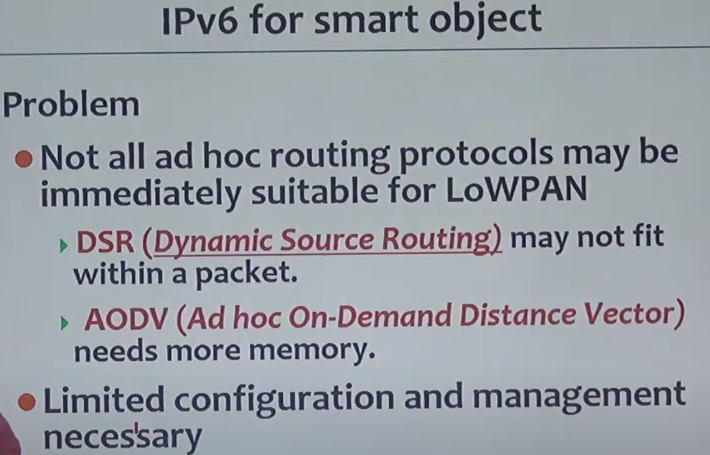 IPv6 for smart object
Problem
Not all ad hoc routing protocols may be
immediately suitable for LoWPAN
DSR (Dynamic Source Routing) may not fit
within a packet.
AODV (Ad hoc On-Demand Distance Vector)
needs more memory.
Limited configuration and management
necessary